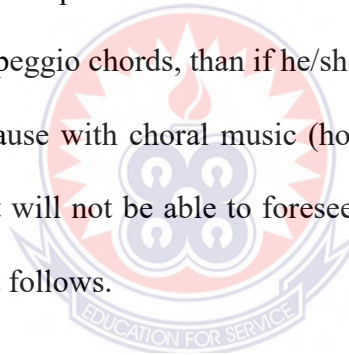 peggio chords, than if he/she
ause with choral music (ho
will not be able to foresee
follows.
EDUCATION FOR SERVICE